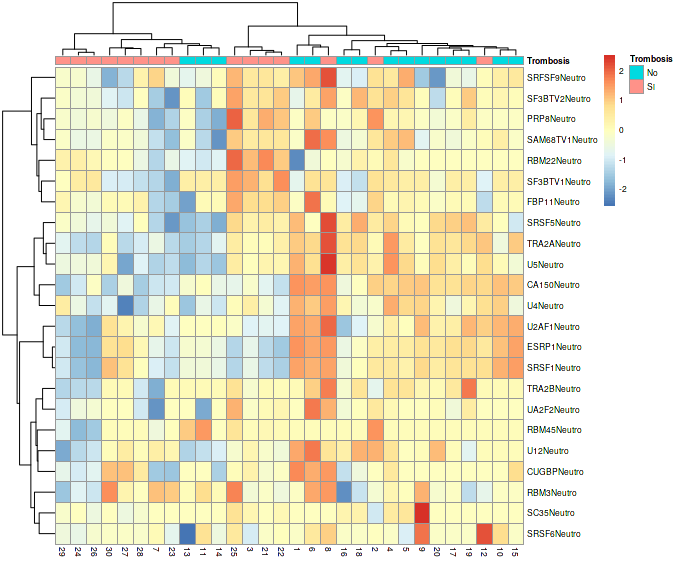 Trombosis
SRFSF9Neutro
SF3BTV2Neutro
PRP8Neutro
SAM68TV1Neutro
RBM22Neutro
SF3BTV1Neutro
FBP11Neutro
SRSF5Neutro
TRA2ANeutro
U5Neutro
CA150Neutro
U4Neutro
U2AF1Neutro
ESRP1Neutro
SRSF1Neutro
TRA2BNeutro
UA2F2Neutro
RBM45Neutro
U12Neutro
CUGBPNeutro
RBM3Neutro
SC35Neutro
SRSF6Neutro
29 24 26 30 27 28 7 23 13 11 14 25 3 21 22 1 6 8 16 18 2 4 5 9 20 17 19 12 10 15
2
1
0
-1
-2
Trombosis
No
SI